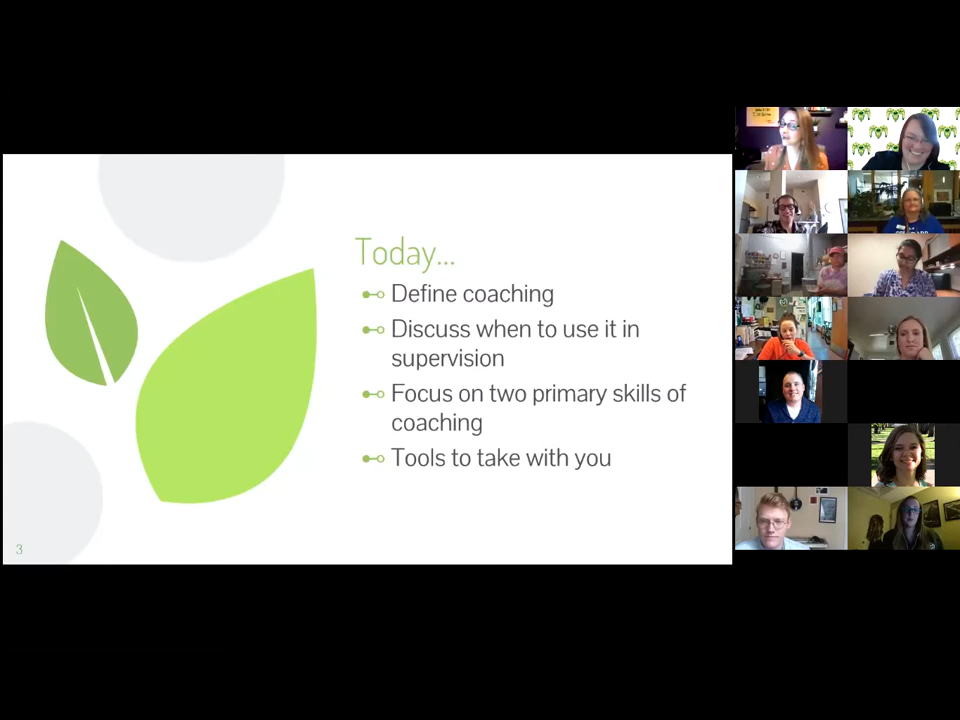 Today...
Define coaching
Discuss when to use it in
supervision
Focus on two primary skills of
coaching
Tools to take with you
3